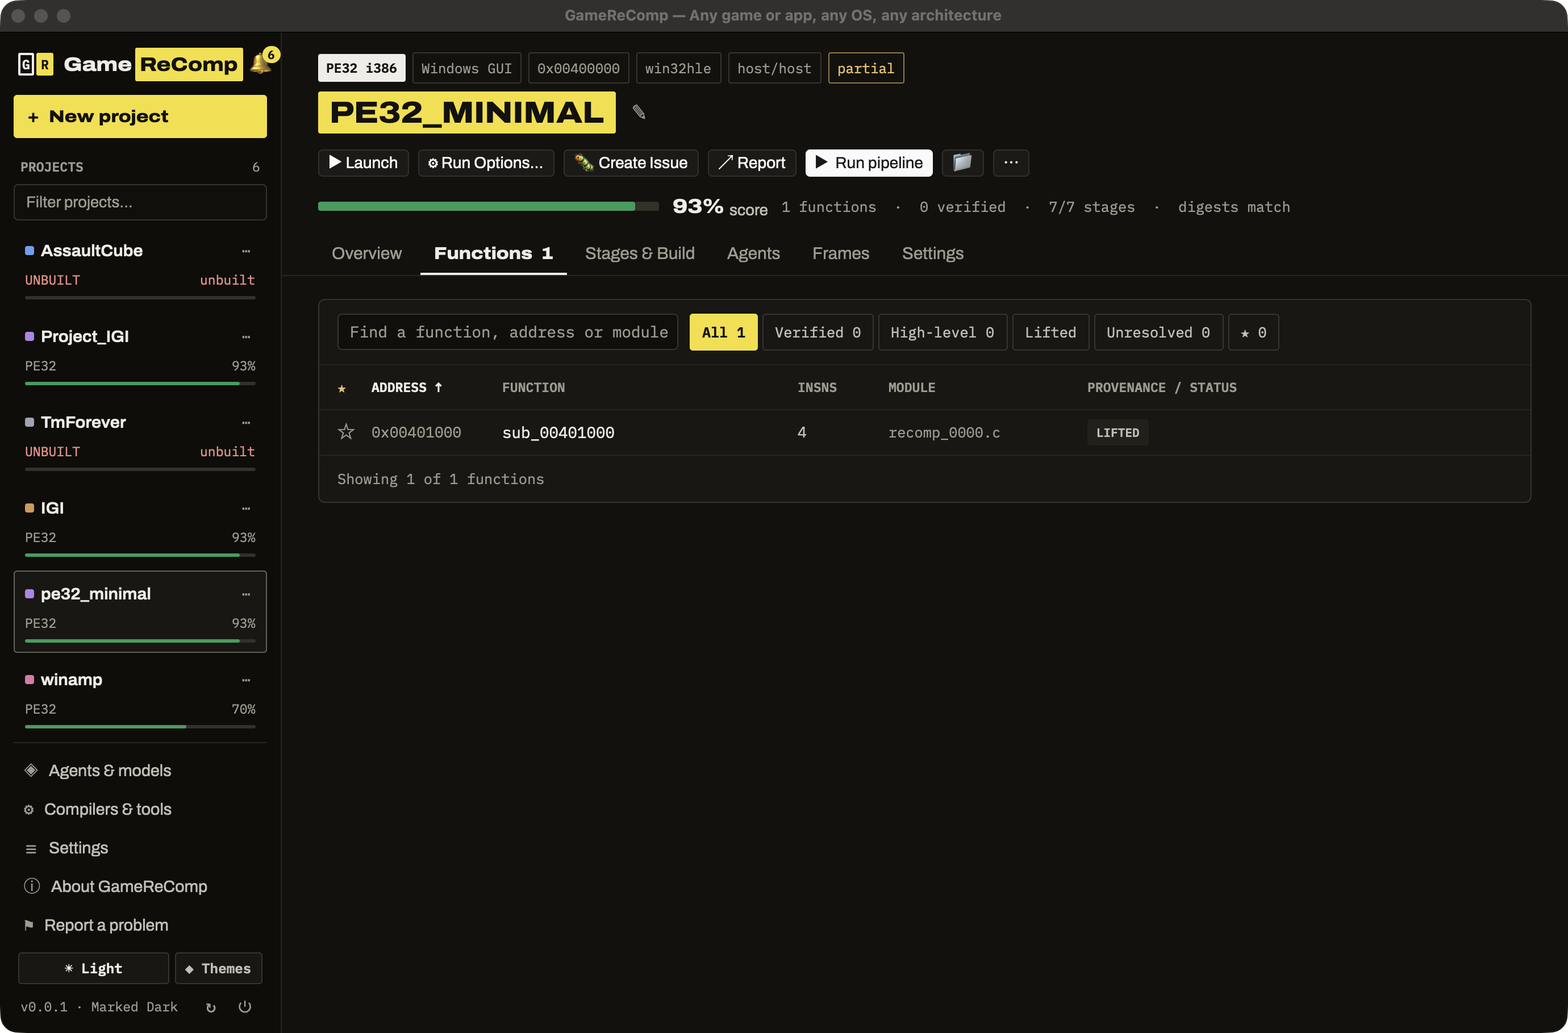 GameReComp — Any game or app, any OS, any architecture
GR Game ReComp 6
+ New project
PROJECTS 6
Filter projects...
AssaultCube ...
UNBUILT unbuilt
Project_IGI ...
PE32 93%
TmForever ...
UNBUILT unbuilt
IGI ...
PE32 93%
pe32_minimal ...
PE32 93%
winamp ...
PE32 70%
Agents & models
Compilers & tools
Settings
About GameReComp
Report a problem
Light
Themes
v0.0.1 · Marked Dark
PE32 i386 Windows GUI 0x00400000 win32hle host/host partial
PE32_MINIMAL
Launch Run Options... Create Issue Report Run pipeline ...
93% score 1 functions · 0 verified · 7/7 stages · digests match
Overview Functions 1 Stages & Build Agents Frames Settings
Find a function, address or module All 1 Verified 0 High-level 0 Lifted Unresolved 0 ★ 0
★ ADDRESS ↑ FUNCTION INSNS MODULE PROVENANCE / STATUS
☆ 0x00401000 sub_00401000 4 recomp_0000.c LIFTED
Showing 1 of 1 functions